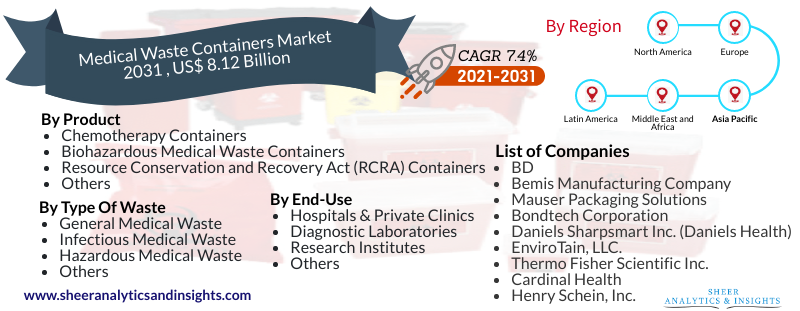 Medical Waste Containers Market
2031 , US$ 8.12 Billion
CAGR 7.4%
2021-2031
By Region
North America
Europe
Latin America
Middle East and
Africa
Asia Pacific
By Product
• Chemotherapy Containers
• Biohazardous Medical Waste Containers
• Resource Conservation and Recovery Act (RCRA) Containers
• Others
By Type Of Waste
• General Medical Waste
• Infectious Medical Waste
• Hazardous Medical Waste
• Others
By End-Use
• Hospitals & Private Clinics
• Diagnostic Laboratories
• Research Institutes
• Others
List of Companies
• BD
• Bemis Manufacturing Company
• Mauser Packaging Solutions
• Bondtech Corporation
• Daniels Sharpsmart Inc. (Daniels Health)
• EnviroTain, LLC.
• Thermo Fisher Scientific Inc.
• Cardinal Health
• Henry Schein, Inc.
www.sheeranalyticsandinsights.com
SHEER
ANALYTICS & INSIGHTS